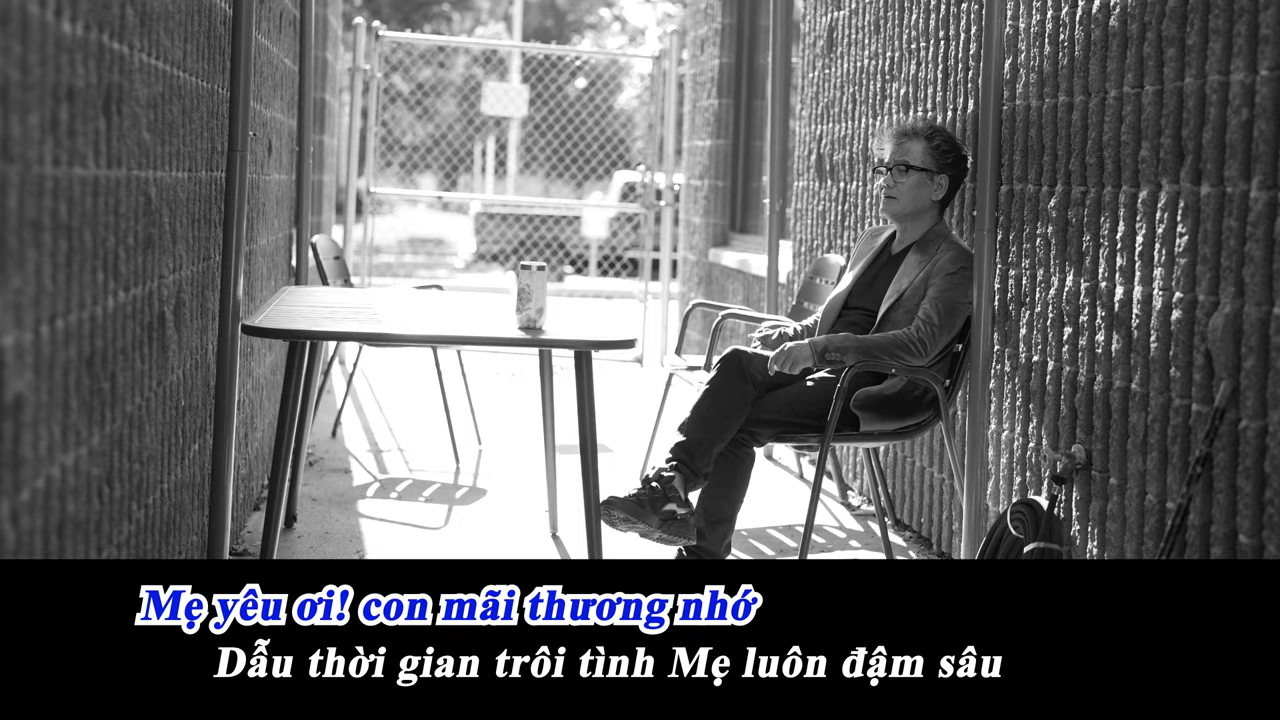 Mẹ yêu ơi! con mãi thương nhớ
Dẫu thời gian trôi tình Mẹ luôn đậm sâu